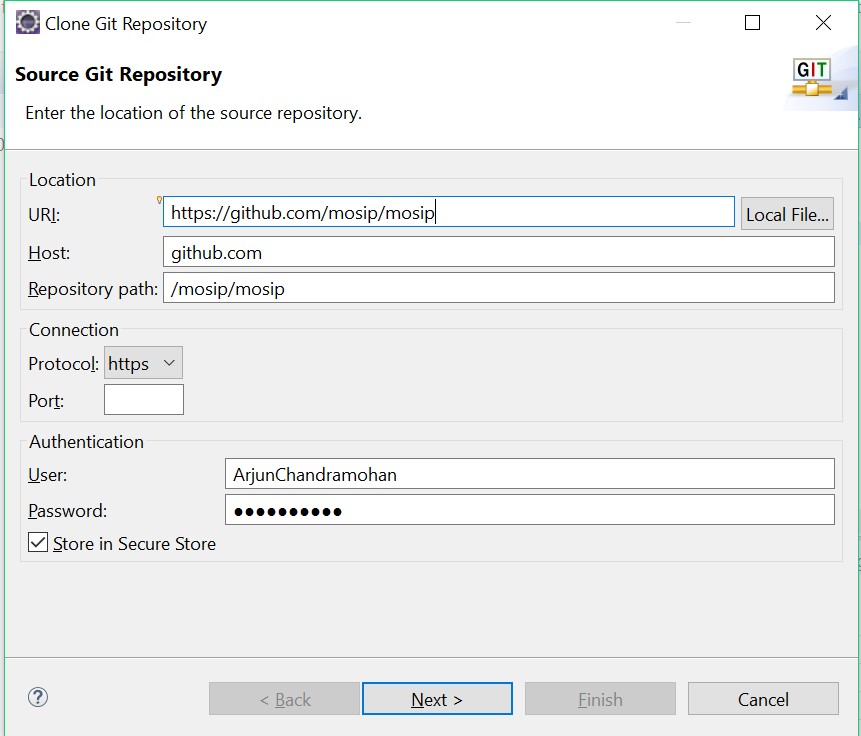 Clone Git Repository
Source Git Repository
GIT
Enter the location of the source repository.
Location
URI: https://github.com/mosip/mosip Local File...
Host: github.com
Repository path: /mosip/mosip
Connection
Protocol: https
Port:
Authentication
User: ArjunChandramohan
Password: ●●●●●●●●●●
Store in Secure Store
? < Back Next > Finish Cancel